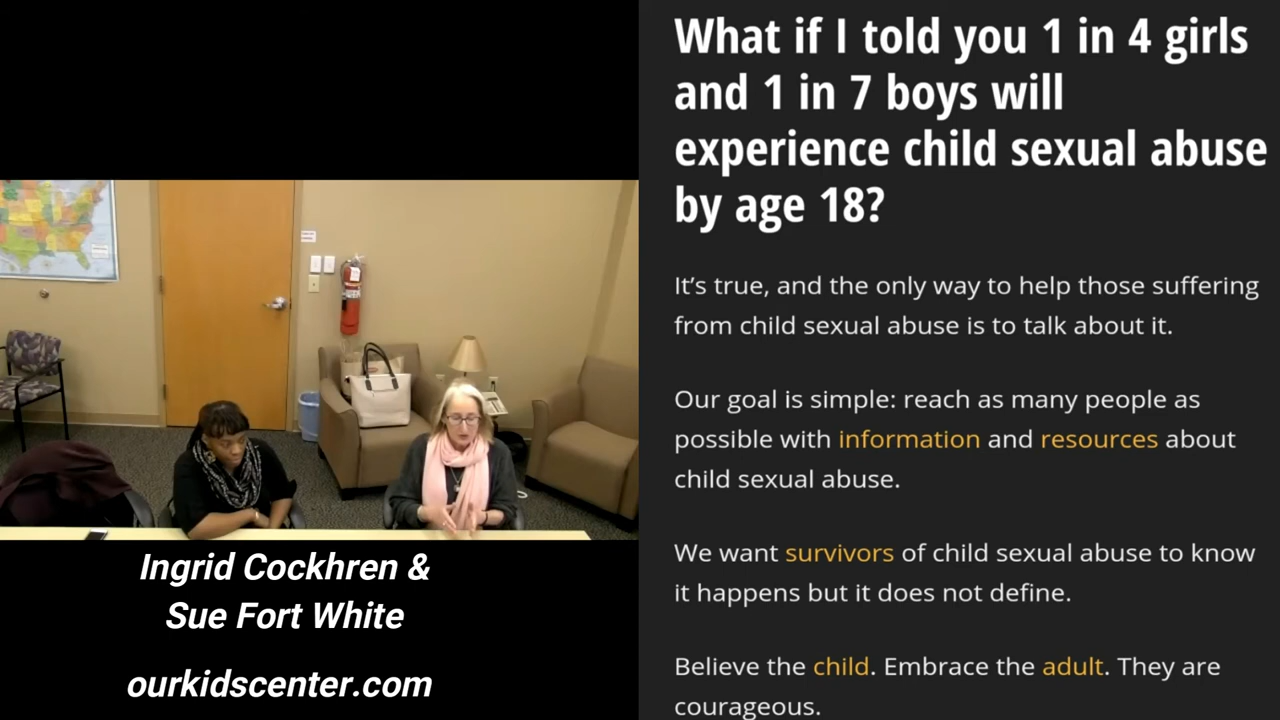 What if I told you 1 in 4 girls
and 1 in 7 boys will
experience child sexual abuse
by age 18?
It’s true, and the only way to help those suffering
from child sexual abuse is to talk about it.
Our goal is simple: reach as many people as
possible with information and resources about
child sexual abuse.
We want survivors of child sexual abuse to know
it happens but it does not define.
Believe the child. Embrace the adult. They are
courageous.
Ingrid Cockhren &
Sue Fort White
ourkidscenter.com